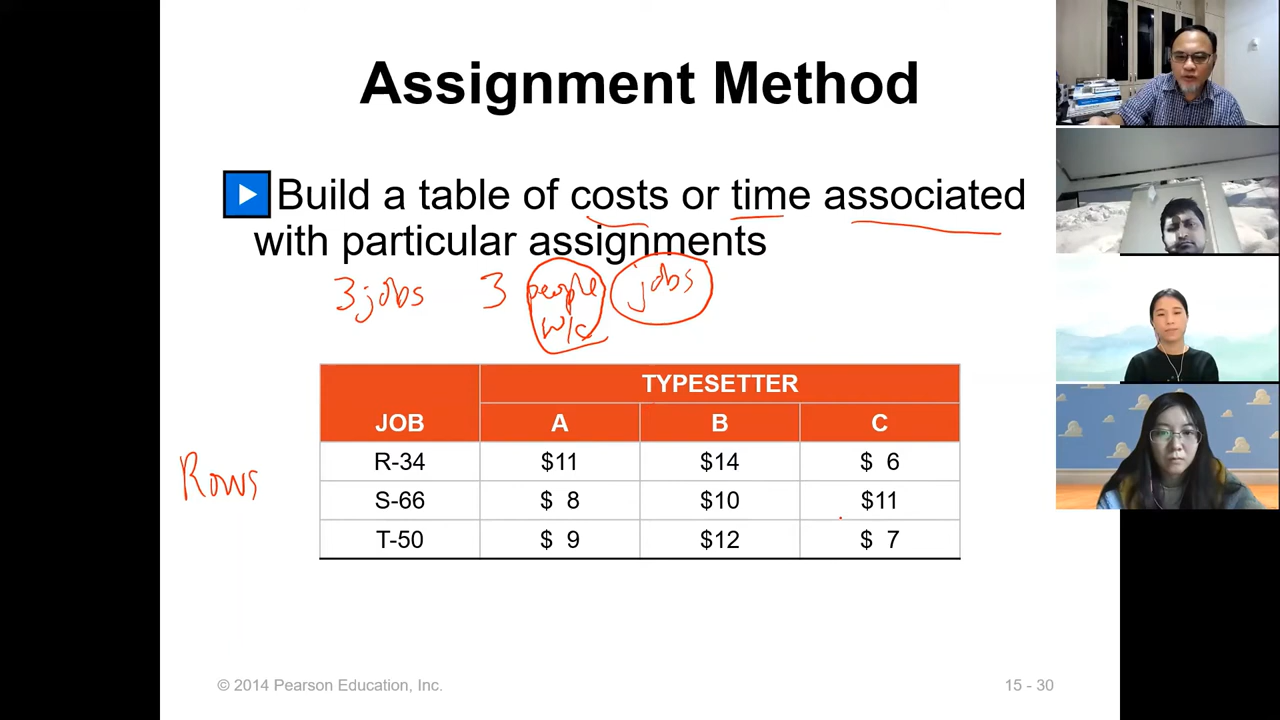 Assignment Method
Build a table of costs or time associated
with particular assignments
3 jobs 3 people jobs
w/c
TYPESETTER
JOB A B C
R-34 $11 $14 $ 6
S-66 $ 8 $10 $11
T-50 $ 9 $12 $ 7
Rows
© 2014 Pearson Education, Inc. 15 - 30